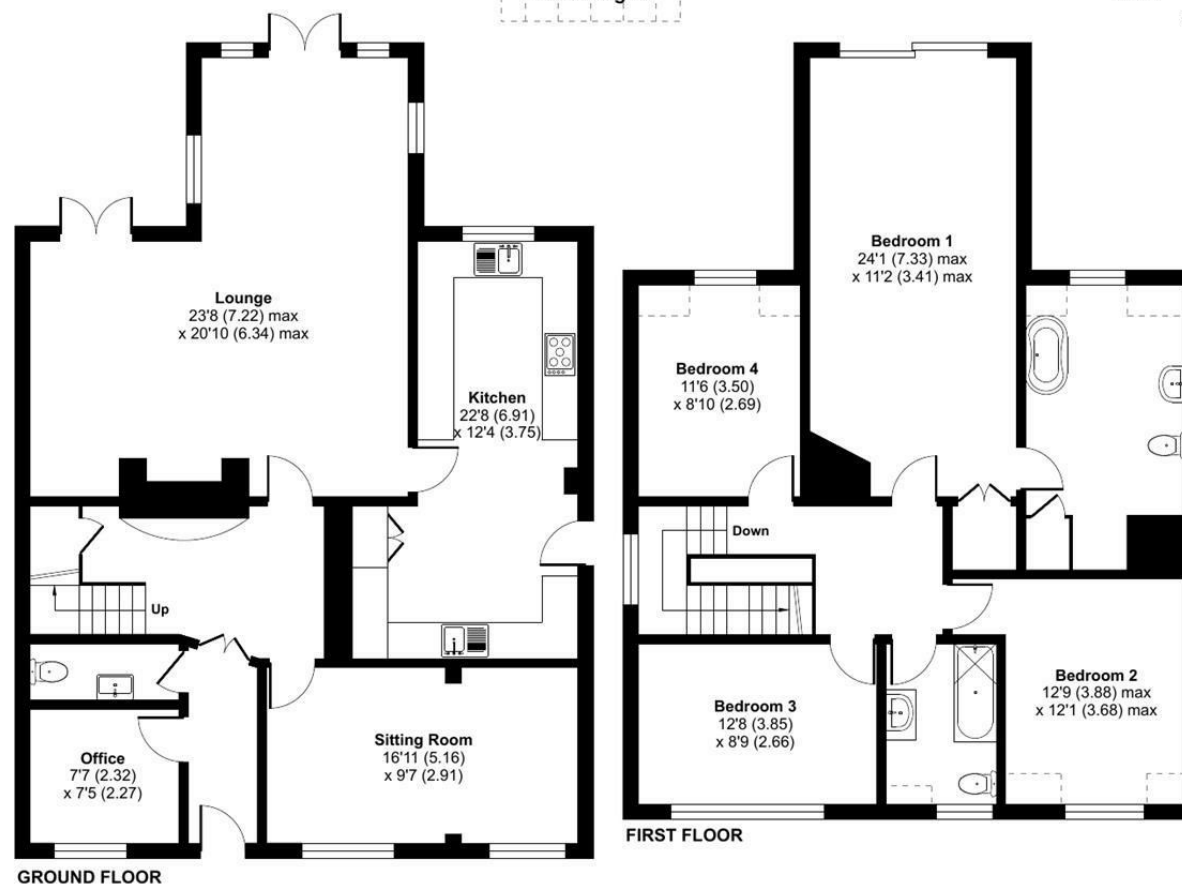 Lounge
23'8 (7.22) max
x 20'10 (6.34) max
Kitchen
22'8 (6.91)
x 12'4 (3.75)
Up
Office
7'7 (2.32)
x 7'5 (2.27)
Sitting Room
16'11 (5.16)
x 9'7 (2.91)
GROUND FLOOR
Bedroom 1
24'1 (7.33) max
x 11'2 (3.41) max
Bedroom 4
11'6 (3.50)
x 8'10 (2.69)
Down
Bedroom 3
12'8 (3.85)
x 8'9 (2.66)
Bedroom 2
12'9 (3.88) max
x 12'1 (3.68) max
FIRST FLOOR